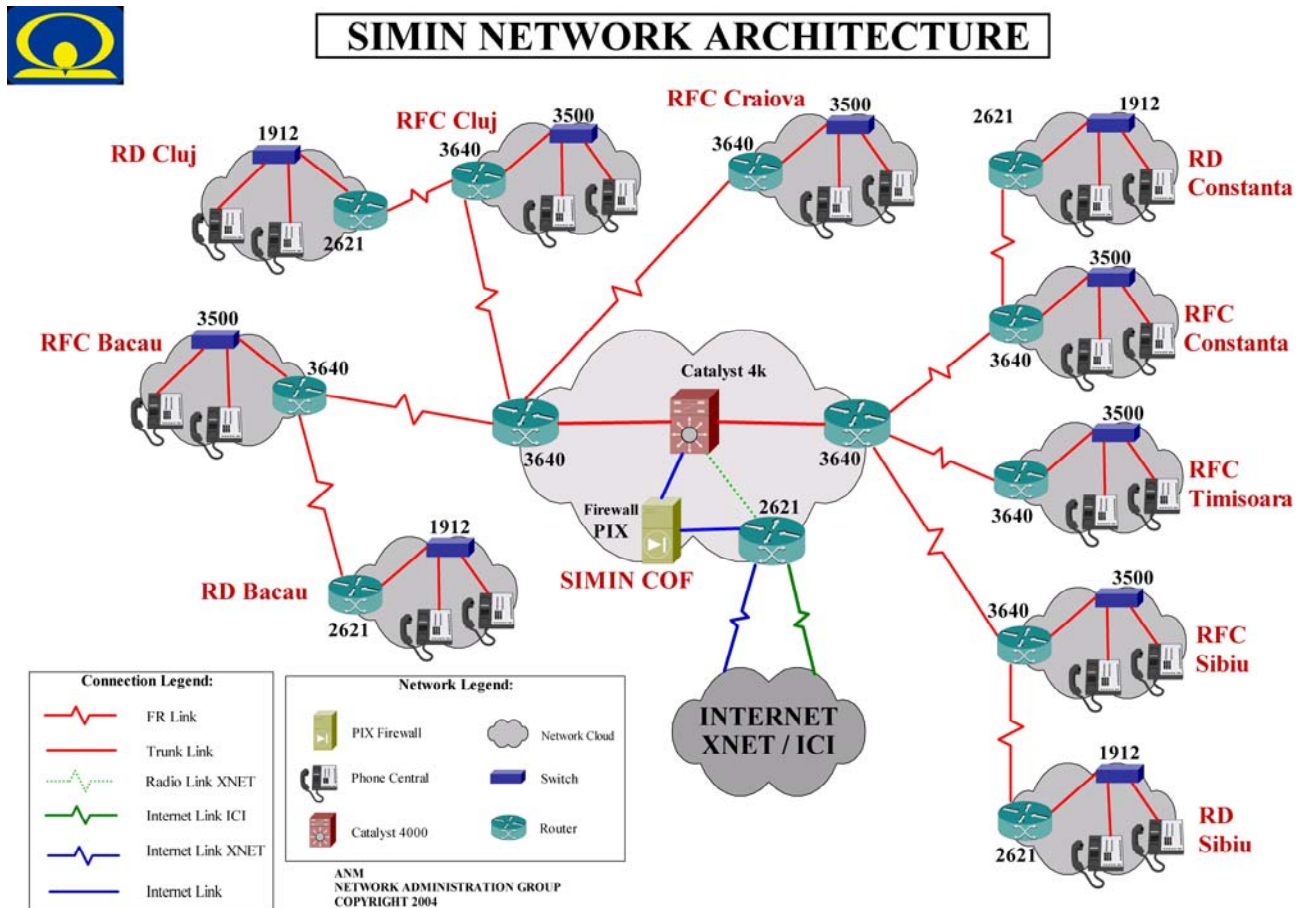 SIMIN NETWORK ARCHITECTURE
RD Cluj
1912
2621
RFC Cluj
3640
3500
RFC Craiova
3640
3500
2621
1912
RD
Constanta
3500
RFC
Constanta
3640
RFC Bacau
3500
3640
Catalyst 4k
3640
3640
3500
RFC
Timisoara
3640
Firewall
PIX
2621
SIMIN COF
RD Bacau
1912
2621
3640
3500
RFC
Sibiu
INTERNET
XNET / ICI
1912
RD
Sibiu
2621
Connection Legend:
FR Link
Trunk Link
Radio Link XNET
Internet Link ICI
Internet Link XNET
Internet Link
Network Legend:
PIX Firewall
Network Cloud
Phone Central
Switch
Catalyst 4000
Router
ANM
NETWORK ADMINISTRATION GROUP
COPYRIGHT 2004